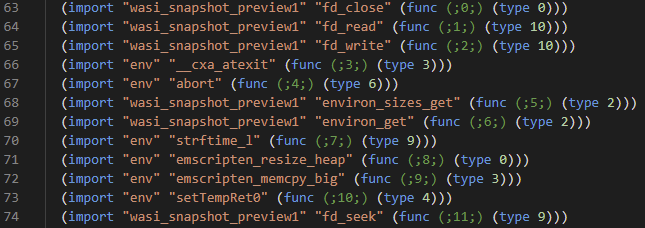 63 (import "wasi_snapshot_preview1" "fd_close" (func (;0;) (type 0)))
64 (import "wasi_snapshot_preview1" "fd_read" (func (;1;) (type 10)))
65 (import "wasi_snapshot_preview1" "fd_write" (func (;2;) (type 10)))
66 (import "env" "__cxa_atexit" (func (;3;) (type 3)))
67 (import "env" "abort" (func (;4;) (type 6)))
68 (import "wasi_snapshot_preview1" "environ_sizes_get" (func (;5;) (type 2)))
69 (import "wasi_snapshot_preview1" "environ_get" (func (;6;) (type 2)))
70 (import "env" "strftime_l" (func (;7;) (type 9)))
71 (import "env" "emscripten_resize_heap" (func (;8;) (type 0)))
72 (import "env" "emscripten_memcpy_big" (func (;9;) (type 3)))
73 (import "env" "setTempRet0" (func (;10;) (type 4)))
74 (import "wasi_snapshot_preview1" "fd_seek" (func (;11;) (type 9)))